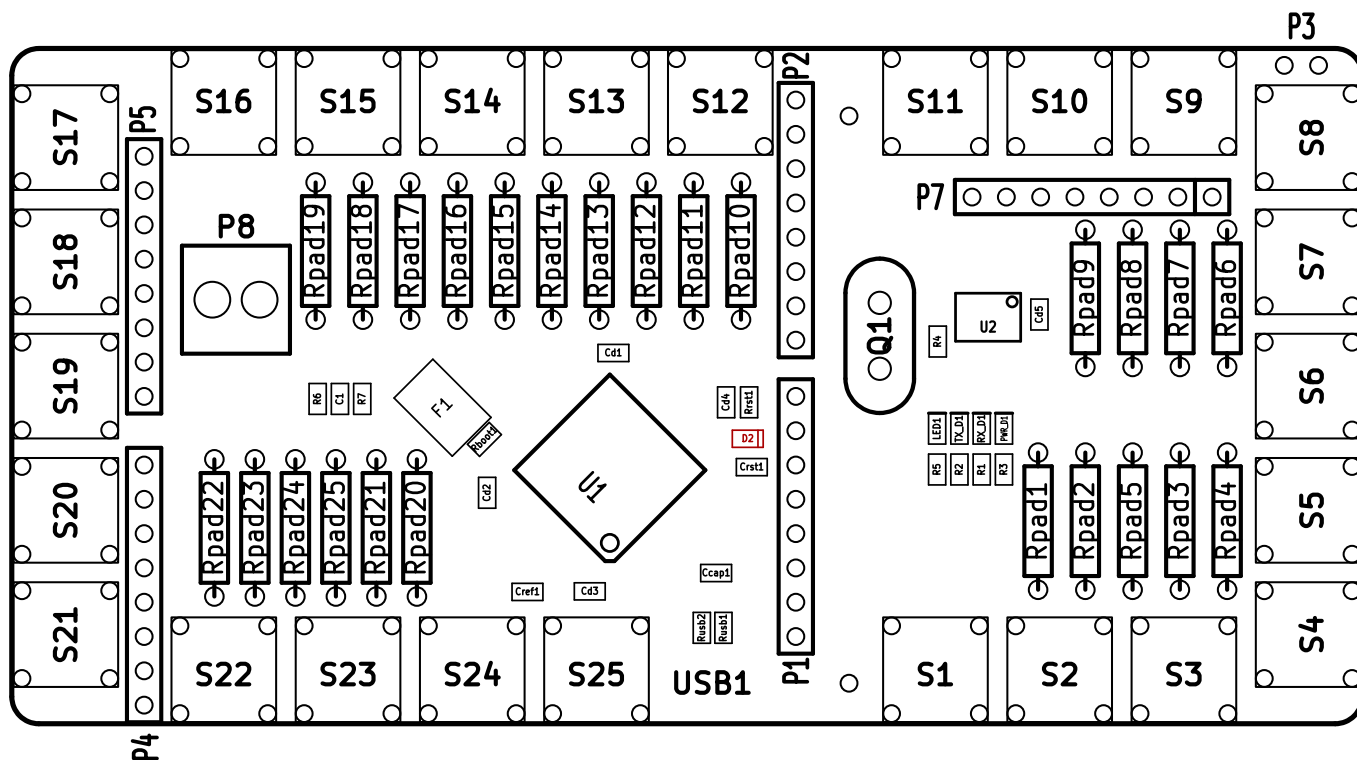 P3
S16
S15
S14
S13
S12
P2
S11
S10
S9
S17
P5
S8
P7
P8
Rpad19
Rpad18
Rpad17
Rpad16
Rpad15
Rpad14
Rpad13
Rpad12
Rpad11
Rpad10
Rpad9
Rpad8
Rpad7
Rpad6
S18
S7
Q1
U2
Cd5
R4
Cd1
S19
S6
R6
C1
R7
F1
Rboot1
Cd4
Rrst1
D2
Crst1
LED1
TX_D1
RX_D1
PWR_D1
R5
R2
R1
R3
U1
Cd2
S20
Rpad22
Rpad23
Rpad24
Rpad25
Rpad21
Rpad20
Rpad1
Rpad2
Rpad5
Rpad3
Rpad4
S5
Ccap1
Cref1
Cd3
Rusb2
Rusb1
S21
S4
S22
S23
S24
S25
USB1
P1
S1
S2
S3
P4